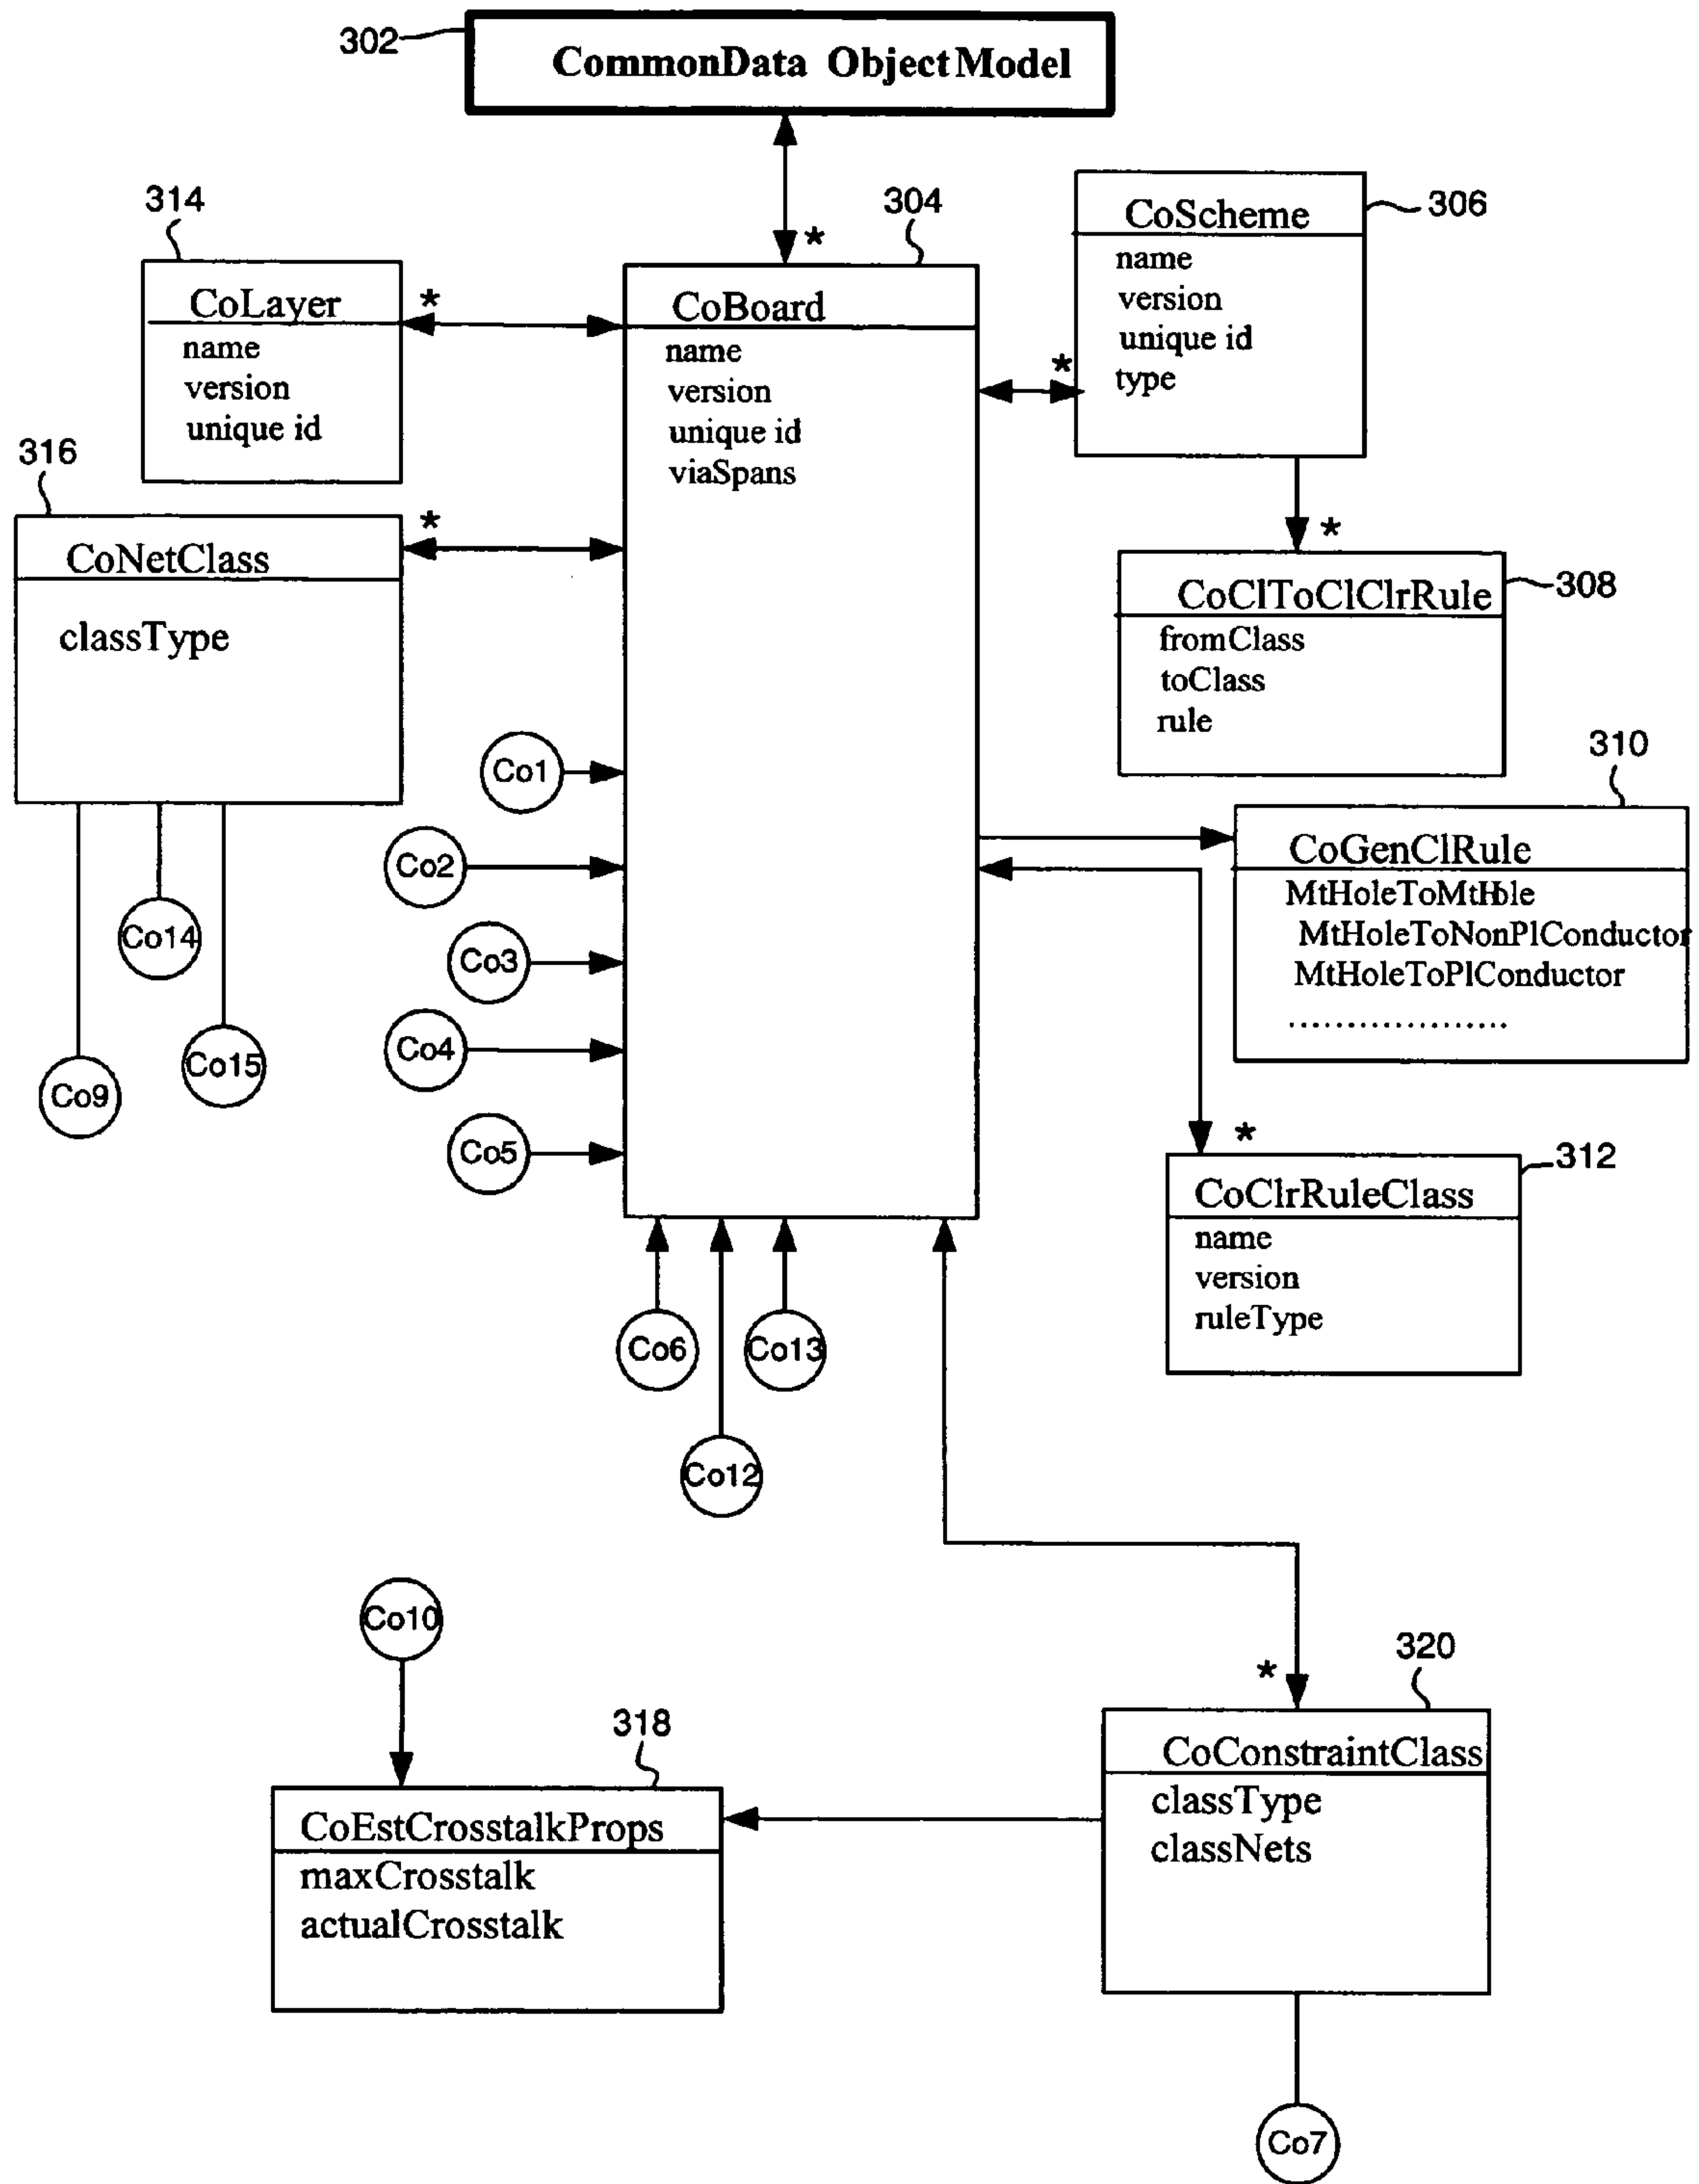 302
CommonData ObjectModel
314
CoLayer
name
version
unique id
*
*
304
CoBoard
name
version
unique id
viaSpans
306
CoScheme
name
version
unique id
type
*
*
308
CoClToClClrRule
fromClass
toClass
rule
316
CoNetClass
classType
*
Co9
Co14
Co15
Co1
Co2
Co3
Co4
Co5
310
CoGenClRule
MtHoleToMtHole
MtHoleToNonPlConductor
MtHoleToPlConductor
.....................
*
312
CoClrRuleClass
name
version
ruleType
Co6
Co12
Co13
Co10
318
CoEstCrosstalkProps
maxCrosstalk
actualCrosstalk
*
320
CoConstraintClass
classType
classNets
Co7